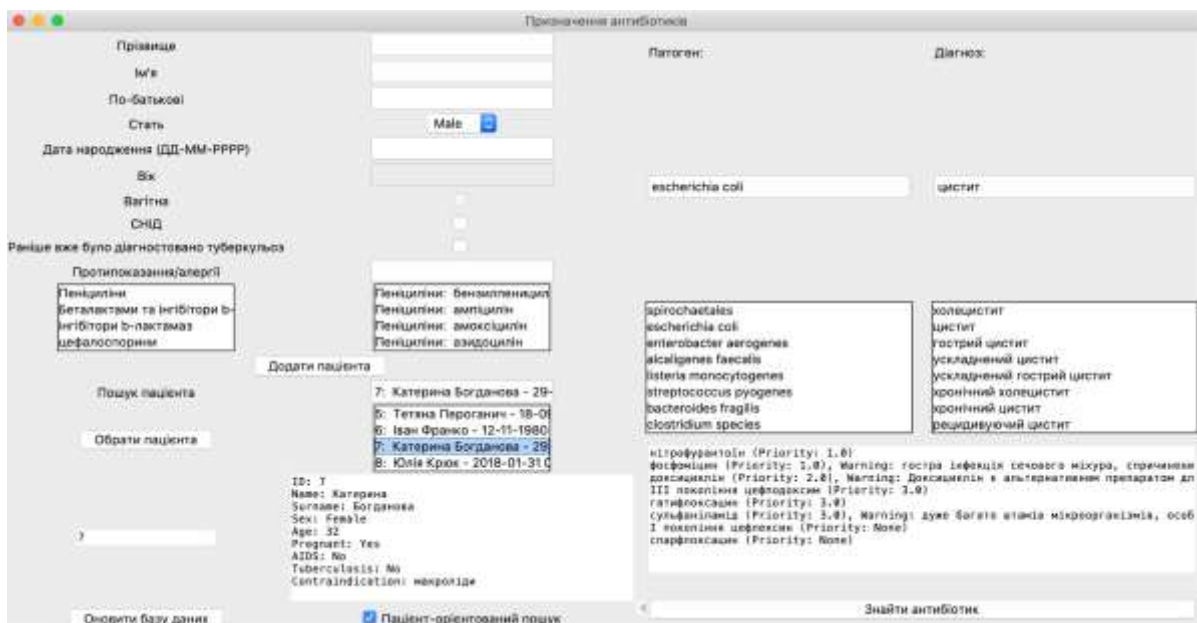 Призначення антибіотиків
Прізвище
Ім'я
По-батькові
Стать
Male
Дата народження (ДД-ММ-РРРР)
Вік
Вагітна
СНІД
Раніше вже було діагностовано туберкульоз
Протипоказання/алергії
Пеніциліни
Беталактами та інгібітори b-
інгібітори b-лактамаз
цефалоспорини
Пеніциліни: бензилпеницил
Пеніциліни: ампіцилін
Пеніциліни: амоксіцилін
Пеніциліни: азидоцилін
Додати пацієнта
Пошук пацієнта
7: Катерина Богданова - 29-
Обрати пацієнта
5: Тетяна Пероганич - 18-0
6: Іван Франко - 12-11-1980
7: Катерина Богданова - 29
8: Юлія Крюк - 2018-01-31
7
ID: 7
Name: Катерина
Surname: Богданова
Sex: Female
Age: 32
Pregnant: Yes
AIDS: No
Tuberculosis: No
Contraindication: макроліди
Оновити базу даних
Пацієнт-орієнтований пошук
Патоген:
Діагноз:
escherichia coli
цистит
spirochaetales
escherichia coli
enterobacter aerogenes
alcaligenes faecalis
listeria monocytogenes
streptococcus pyogenes
bacteroides fragilis
clostridium species
холецистит
цистит
гострий цистит
ускладнений цистит
ускладнений гострий цистит
хронічний холецистит
хронічний цистит
рецидивуючий цистит
нітрофурантоїн (Priority: 1.0)
фосфоміцин (Priority: 1.0), Warning: гостра інфекція сечового міхура, спричинени
доксициклін (Priority: 2.0), Warning: Доксициклін є альтернативним препаратом дл
III покоління цефподоксим (Priority: 3.0)
гатифлоксацин (Priority: 3.0)
сульфаніламід (Priority: 3.0), Warning: дуже багато штамів мікроорганізмів, особ
I покоління цефлексин (Priority: None)
спарфлоксацин (Priority: None)
Знайти антибіотик